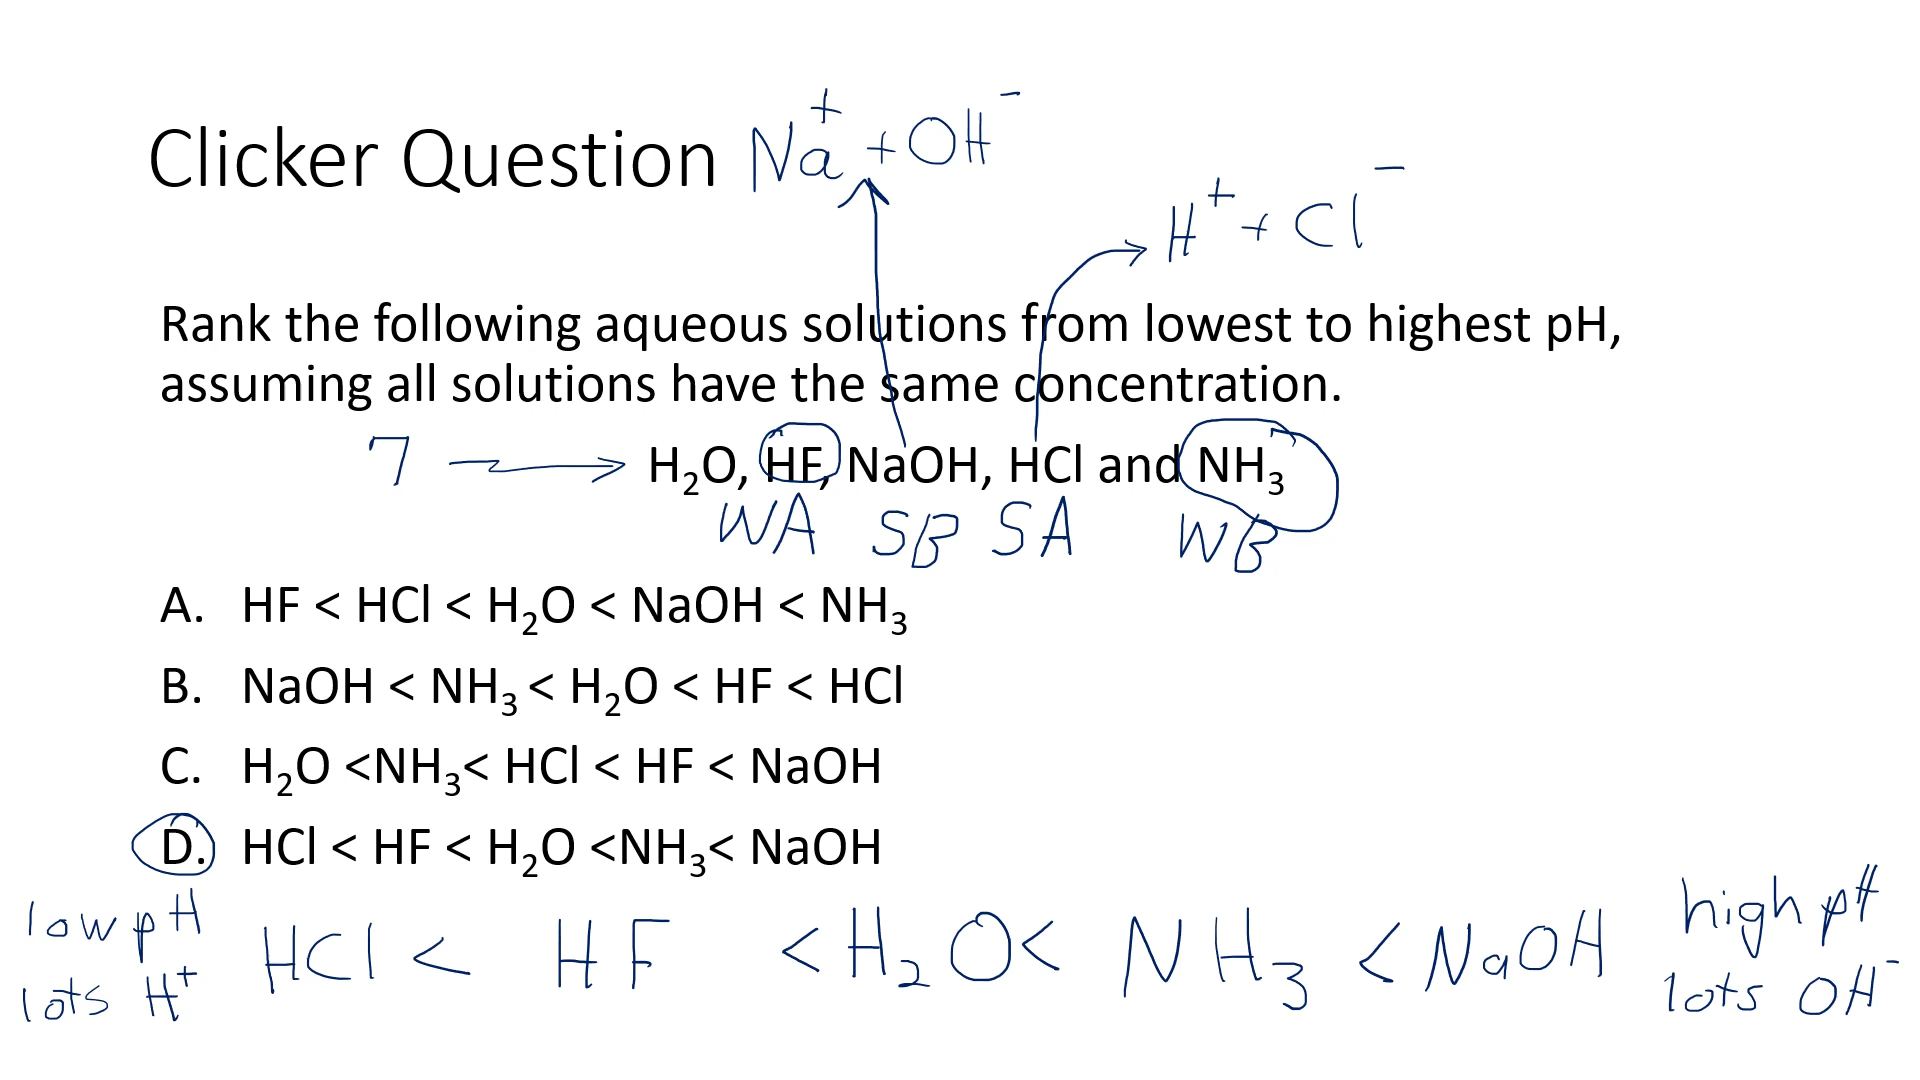 Clicker Question Na⁺ + OH⁻
H⁺ + Cl⁻
Rank the following aqueous solutions from lowest to highest pH,
assuming all solutions have the same concentration.
7 → H₂O, HF, NaOH, HCl and NH₃
WA SB SA WB
A. HF < HCl < H₂O < NaOH < NH₃
B. NaOH < NH₃ < H₂O < HF < HCl
C. H₂O <NH₃< HCl < HF < NaOH
D. HCl < HF < H₂O <NH₃< NaOH
low pH HCl < HF < H₂O < NH₃ < NaOH high pH
lots H⁺ lots OH⁻